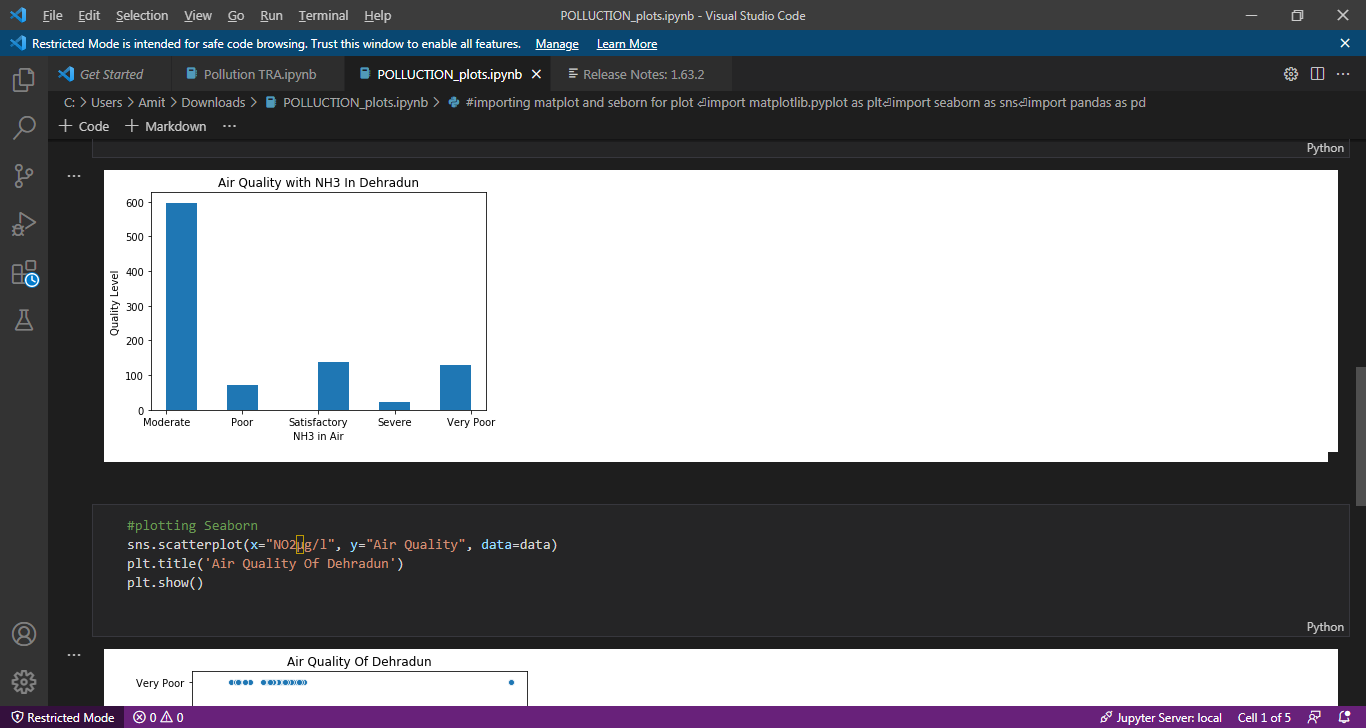 File Edit Selection View Go Run Terminal Help POLLUCTION_plots.ipynb - Visual Studio Code
Restricted Mode is intended for safe code browsing. Trust this window to enable all features. Manage Learn More
Get Started Pollution TRA.ipynb POLLUCTION_plots.ipynb Release Notes: 1.63.2
C: > Users > Amit > Downloads > POLLUCTION_plots.ipynb > #importing matplot and seborn for plot ⏎import matplotlib.pyplot as plt⏎import seaborn as sns⏎import pandas as pd
+ Code + Markdown ...
Python
Air Quality with NH3 In Dehradun
600
500
400
300
200
100
0
Quality Level
Moderate Poor Satisfactory Severe Very Poor
NH3 in Air
#plotting Seaborn
sns.scatterplot(x="NO2µg/l", y="Air Quality", data=data)
plt.title('Air Quality Of Dehradun')
plt.show()
Python
Air Quality Of Dehradun
Very Poor
Restricted Mode 0 0 Jupyter Server: local Cell 1 of 5